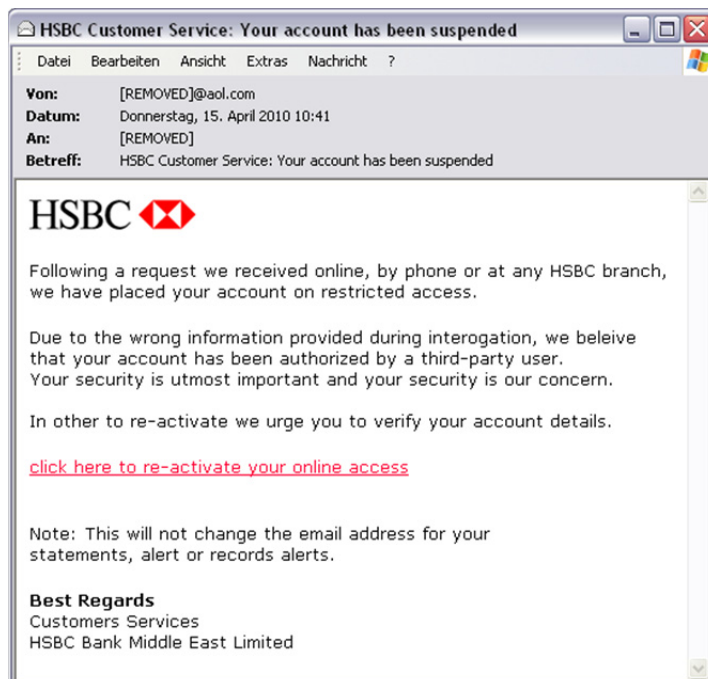 HSBC Customer Service: Your account has been suspended
Datei Bearbeiten Ansicht Extras Nachricht ?
Von: [REMOVED]@aol.com
Datum: Donnerstag, 15. April 2010 10:41
An: [REMOVED]
Betreff: HSBC Customer Service: Your account has been suspended
HSBC
Following a request we received online, by phone or at any HSBC branch,
we have placed your account on restricted access.
Due to the wrong information provided during interogation, we beleive
that your account has been authorized by a third-party user.
Your security is utmost important and your security is our concern.
In other to re-activate we urge you to verify your account details.
click here to re-activate your online access
Note: This will not change the email address for your
statements, alert or records alerts.
Best Regards
Customers Services
HSBC Bank Middle East Limited